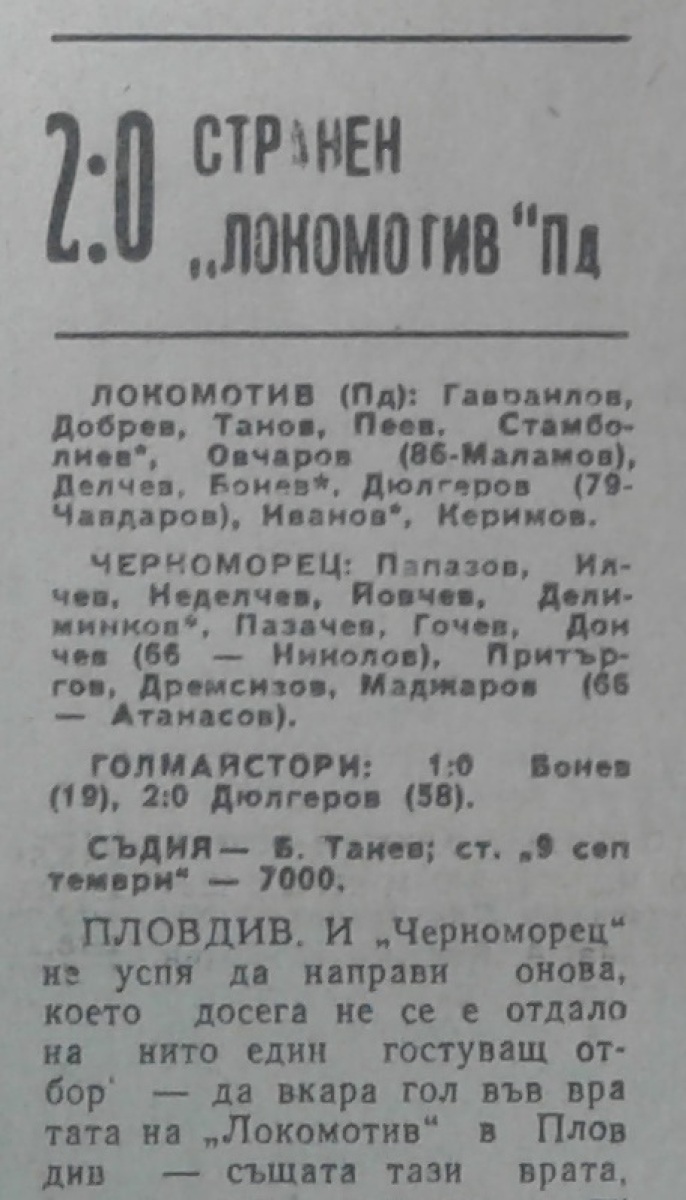 2:0
СТРАНЕН
„ЛОКОМОТИВ“ Пд
ЛОКОМОТИВ (Пд): Гавраилов,
Добрев, Танов, Пеев, Стамбо-
лиев*, Овчаров (86-Маламов),
Делчев, Бонев*, Дюлгеров (79-
Чавдаров), Иванов*, Керимов.
ЧЕРНОМОРЕЦ: Папазов, Ил-
чев, Неделчев, Йовчев, Дели-
минков*, Пазачев, Гочев, Дон
чев (66 — Николов), Притър-
гов, Дремсизов, Маджаров (66
— Атанасов).
ГОЛМАЙСТОРИ: 1:0 Бонев
(19), 2:0 Дюлгеров (58).
СЪДИЯ— Б. Танев; ст. „9 сеп
тември“ — 7000.
ПЛОВДИВ. И „Черноморец“
не успя да направи онова,
което досега не се е отдало
на нито един гостуващ от-
бор — да вкара гол във вра
тата на „Локомотив“ в Плов
див — същата тази врата,